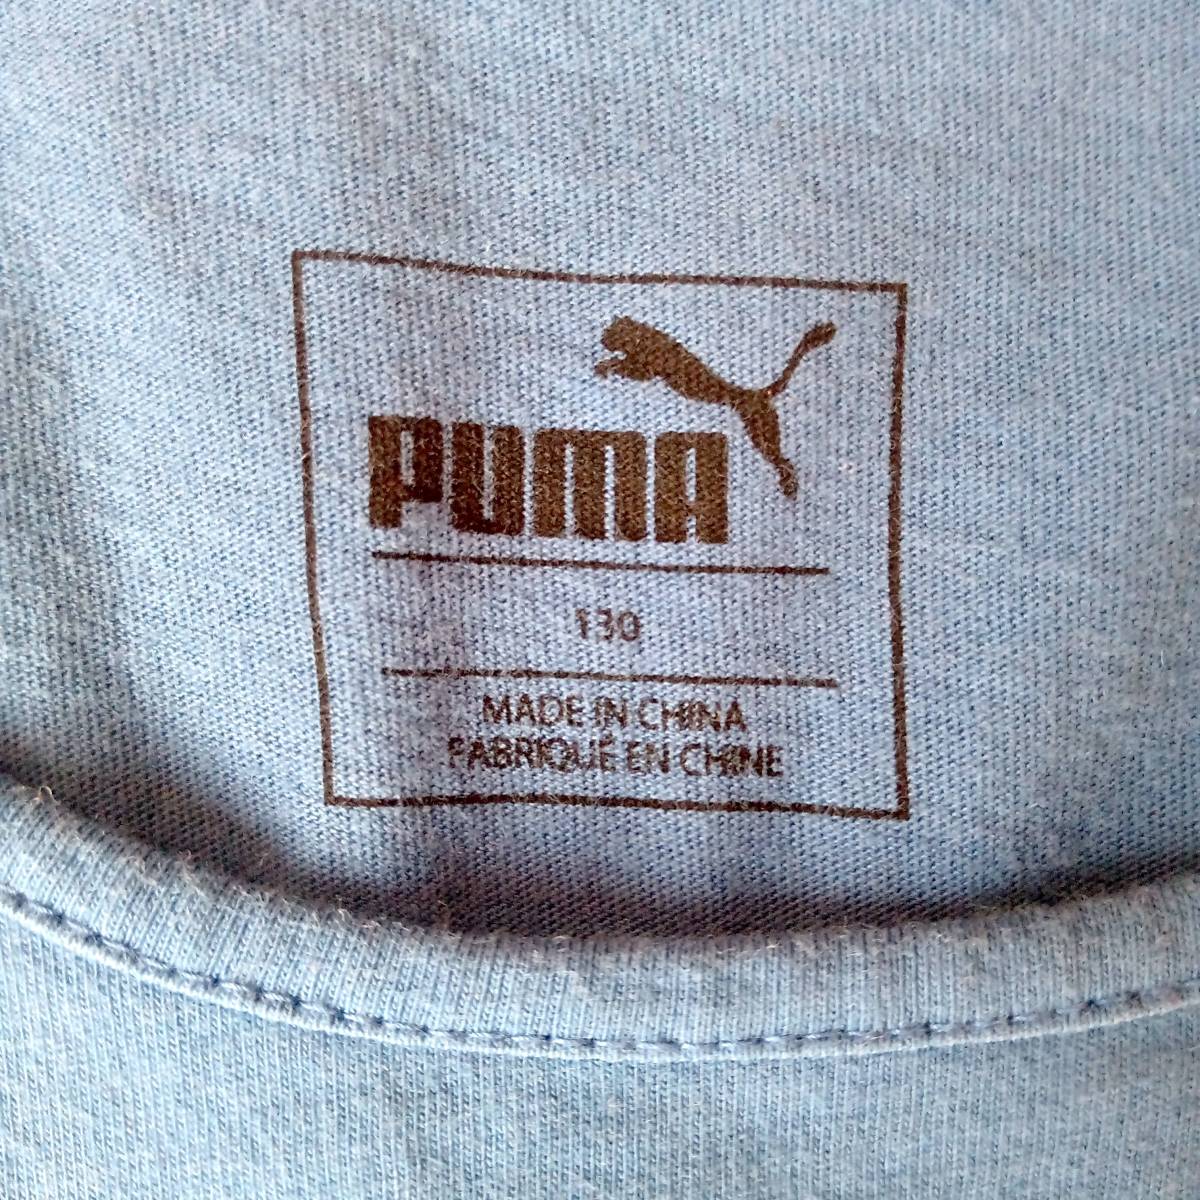 PUMA
130
MADE IN CHINA
FABRIQUÉ EN CHINE